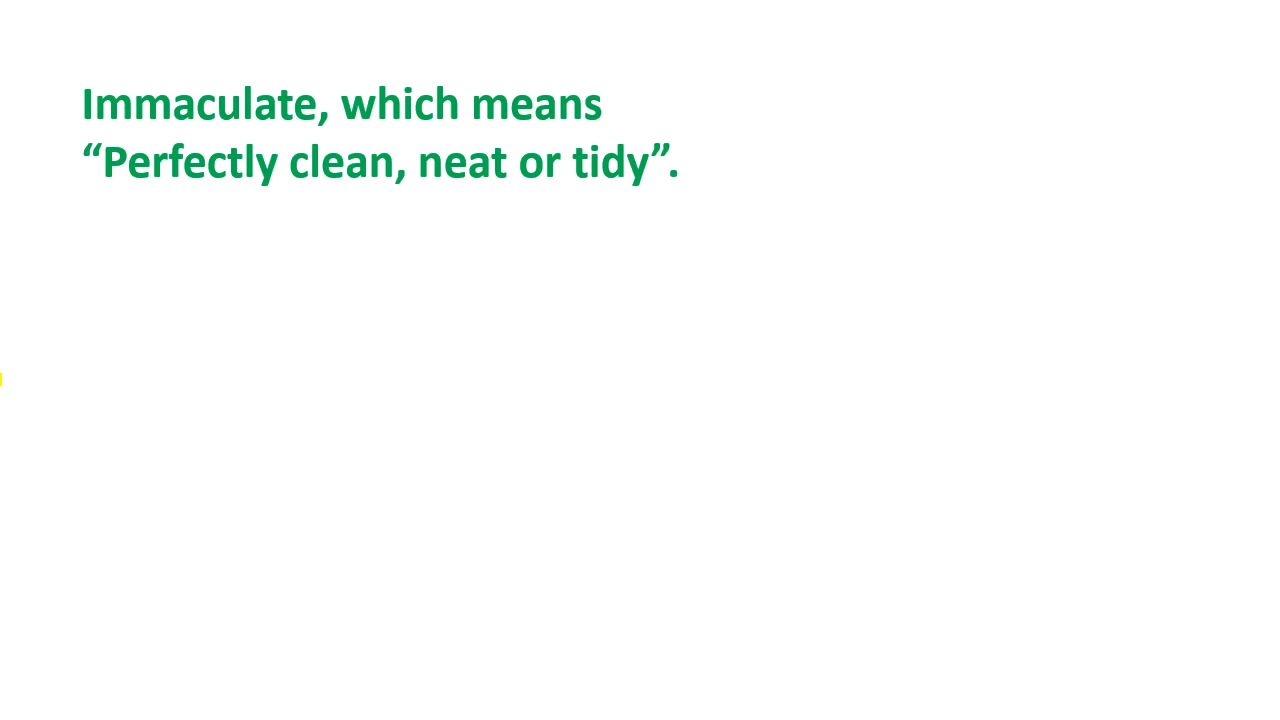 Immaculate, which means
“Perfectly clean, neat or tidy”.